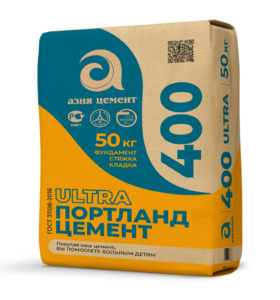 азия цемент
50 кг
ФУНДАМЕНТ
СТЯЖКА
КЛАДКА
400
ГОСТ 31108-2016
ULTRA
ПОРТЛАНД
ЦЕМЕНТ
Покупая наш цемент,
ВЫ ПОМОГАЕТЕ БОЛЬНЫМ ДЕТЯМ
50 КГ
400 ULTRA